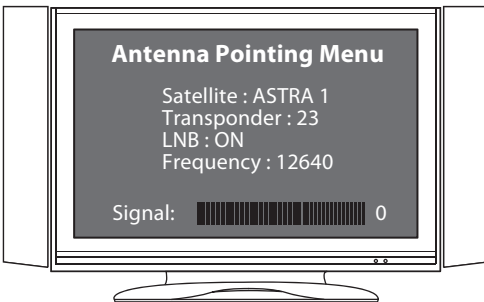 Antenna Pointing Menu
Satellite : ASTRA 1
Transponder : 23
LNB : ON
Frequency : 12640
Signal: 0